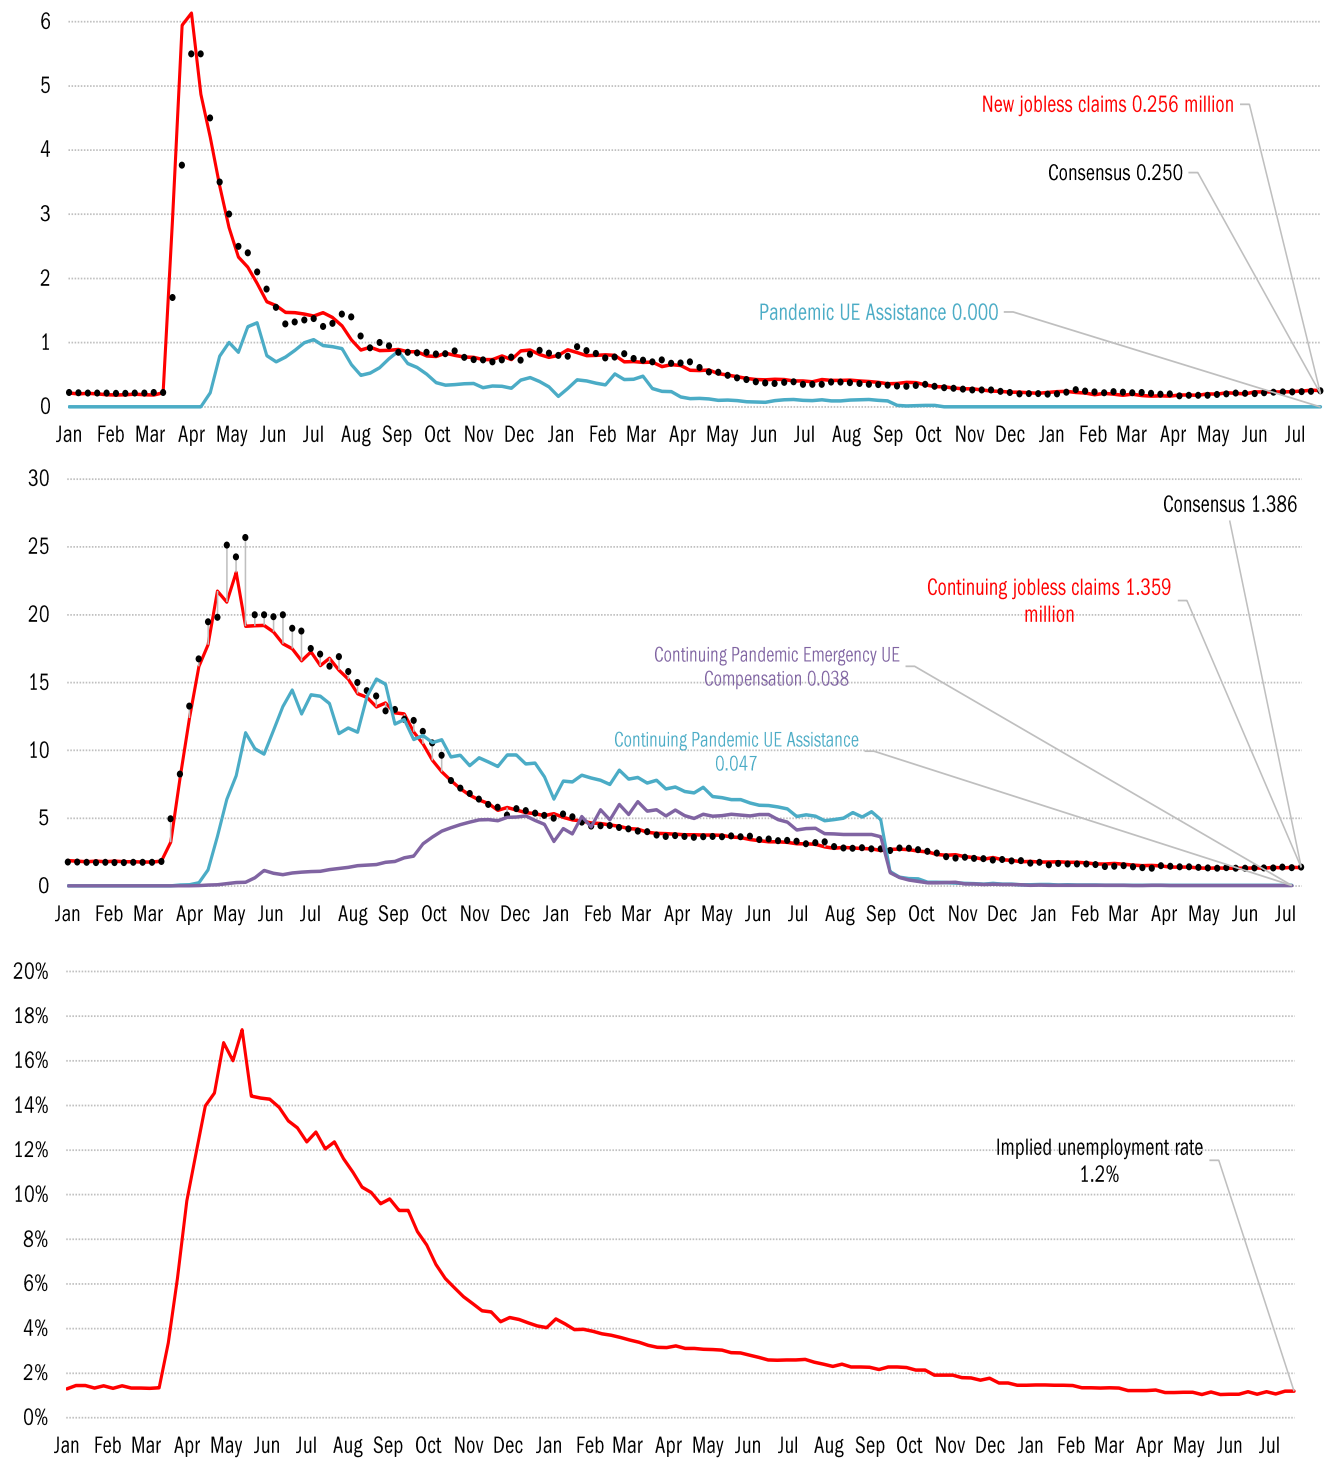 6
5
New jobless claims 0.256 million
4
Consensus 0.250
3
2
Pandemic UE Assistance 0.000
1
0
Jan Feb Mar Apr May Jun Jul Aug Sep Oct Nov Dec Jan Feb Mar Apr May Jun Jul Aug Sep Oct Nov Dec Jan Feb Mar Apr May Jun Jul
30
Consensus 1.386
25
Continuing jobless claims 1.359
million
20
Continuing Pandemic Emergency UE
Compensation 0.038
15
Continuing Pandemic UE Assistance
0.047
10
5
0
Jan Feb Mar Apr May Jun Jul Aug Sep Oct Nov Dec Jan Feb Mar Apr May Jun Jul Aug Sep Oct Nov Dec Jan Feb Mar Apr May Jun Jul
20%
18%
16%
14%
Implied unemployment rate
1.2%
12%
10%
8%
6%
4%
2%
0%
Jan Feb Mar Apr May Jun Jul Aug Sep Oct Nov Dec Jan Feb Mar Apr May Jun Jul Aug Sep Oct Nov Dec Jan Feb Mar Apr May Jun Jul